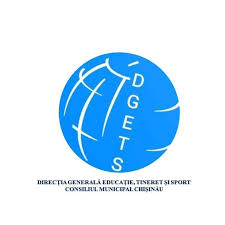 DGETS
DIRECȚIA GENERALĂ EDUCAȚIE, TINERET ȘI SPORT
CONSILIUL MUNICIPAL CHIȘINĂU